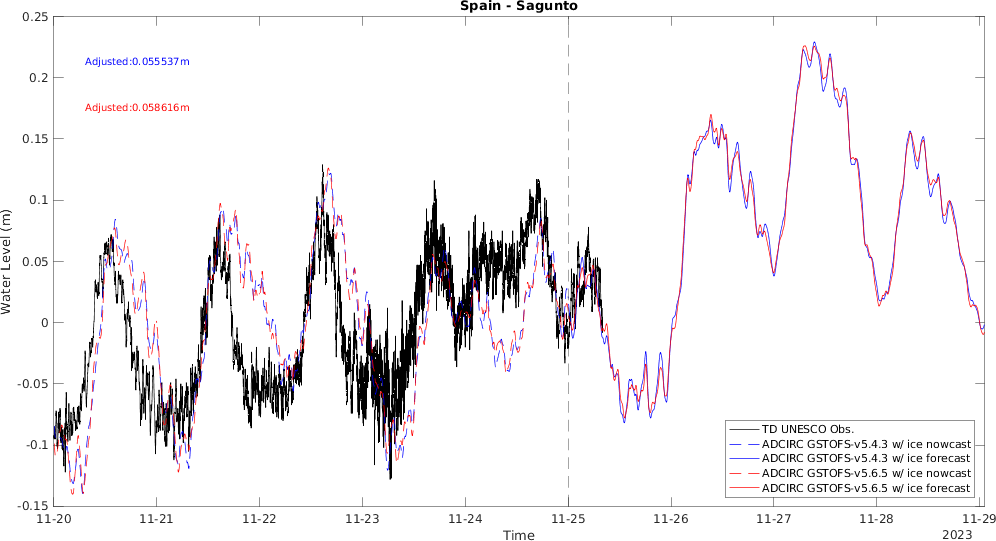 Spain - Sagunto
Adjusted:0.055537m
Adjusted:0.058616m
Water Level (m)
0.25
0.2
0.15
0.1
0.05
0
-0.05
-0.1
-0.15
11-20
11-21
11-22
11-23
11-24
11-25
11-26
11-27
11-28
11-29
Time
2023
TD UNESCO Obs.
ADCIRC GSTOFS-v5.4.3 w/ ice nowcast
ADCIRC GSTOFS-v5.4.3 w/ ice forecast
ADCIRC GSTOFS-v5.6.5 w/ ice nowcast
ADCIRC GSTOFS-v5.6.5 w/ ice forecast